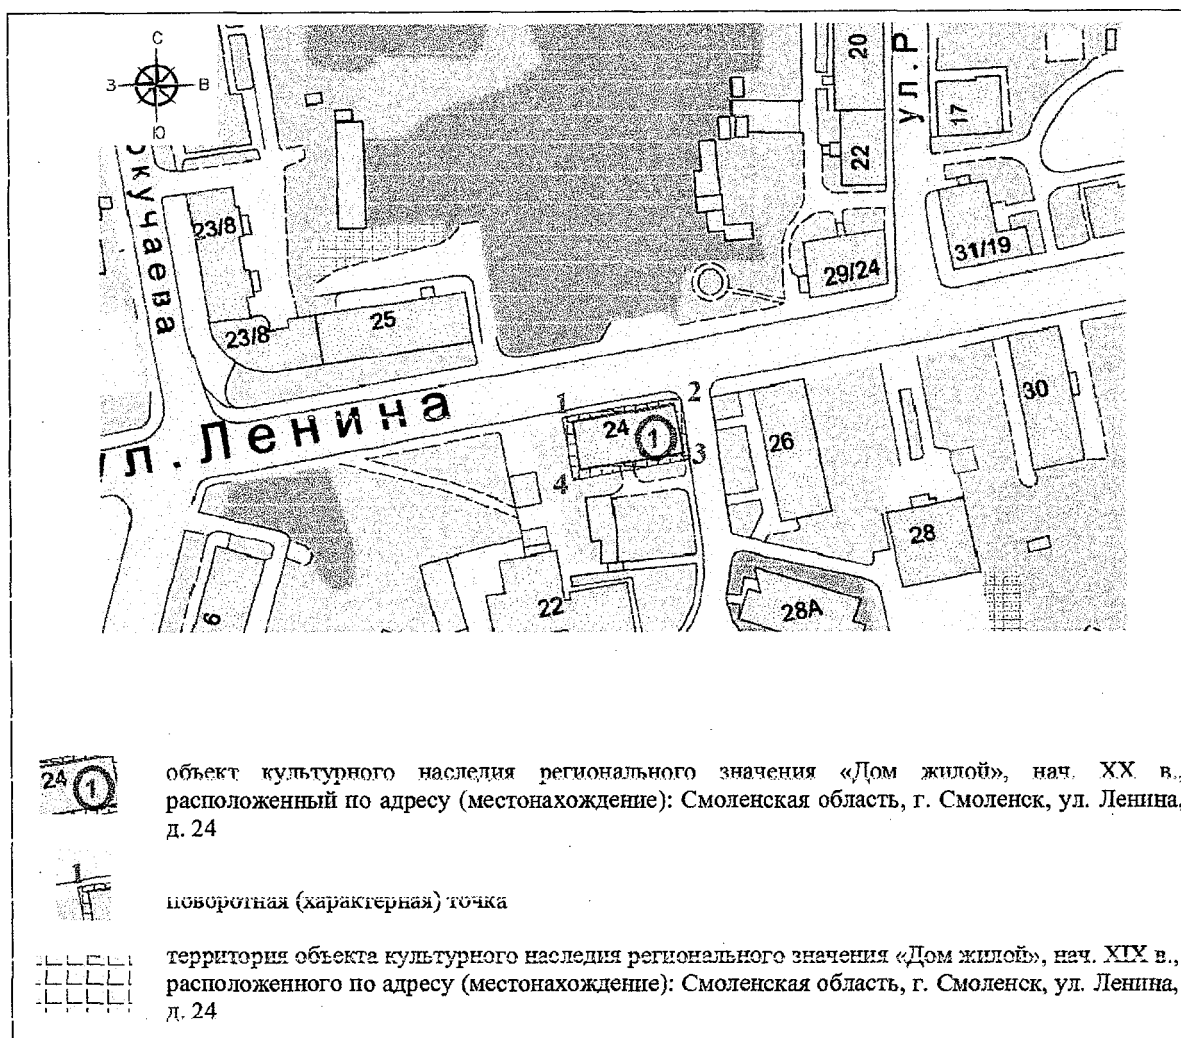 С
З В
Ю
окучаева
ул. Р
20
22
17
23/8
23/8
25
29/24
31/19
ул. Ленина
1
2
24
1
3
4
26
30
28
9
22
28А
24 1
объект культурного наследия регионального значения «Дом жилой», нач. XX в.,
расположенный по адресу (местонахождение): Смоленская область, г. Смоленск, ул. Ленина,
д. 24
1
поворотная (характерная) точка
территория объекта культурного наследия регионального значения «Дом жилой», нач. XIX в.,
расположенного по адресу (местонахождение): Смоленская область, г. Смоленск, ул. Ленина,
д. 24